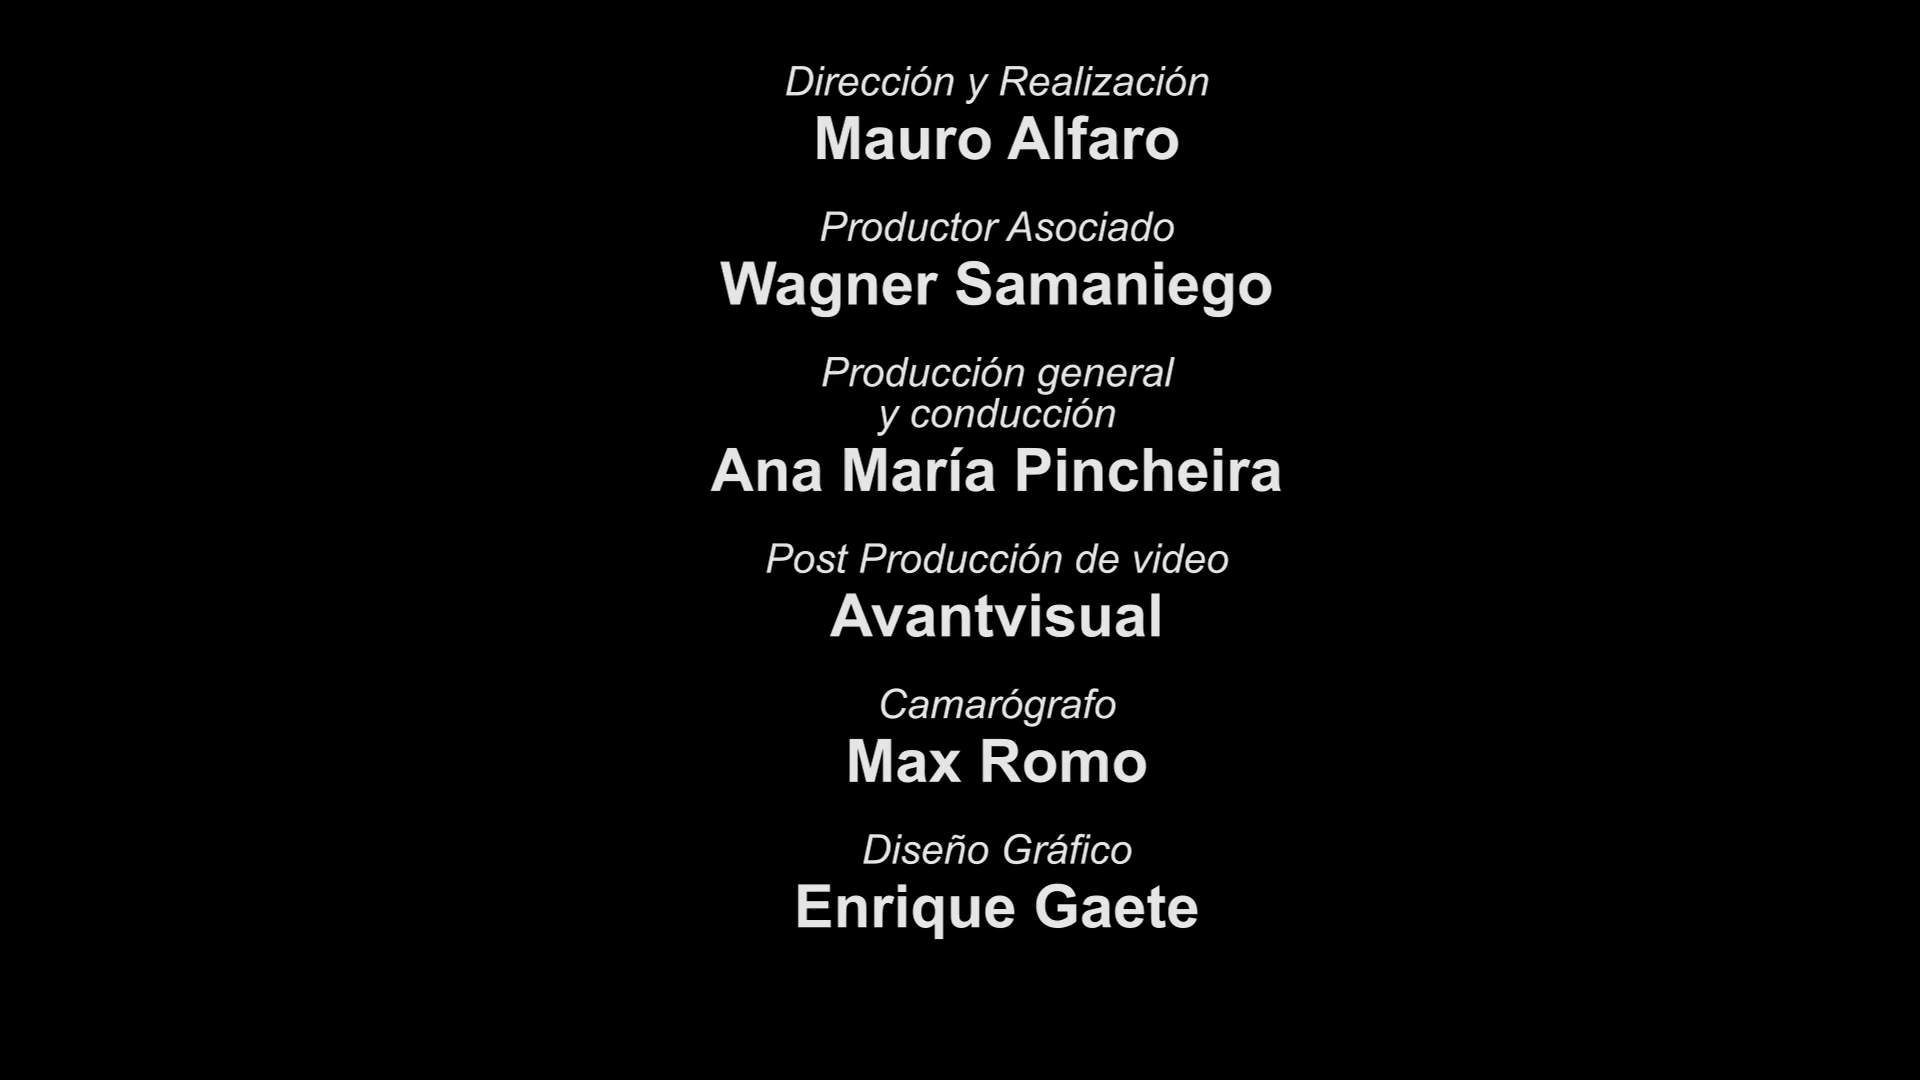 Dirección y Realización
Mauro Alfaro
Productor Asociado
Wagner Samaniego
Producción general
y conducción
Ana María Pincheira
Post Producción de video
Avantvisual
Camarógrafo
Max Romo
Diseño Gráfico
Enrique Gaete